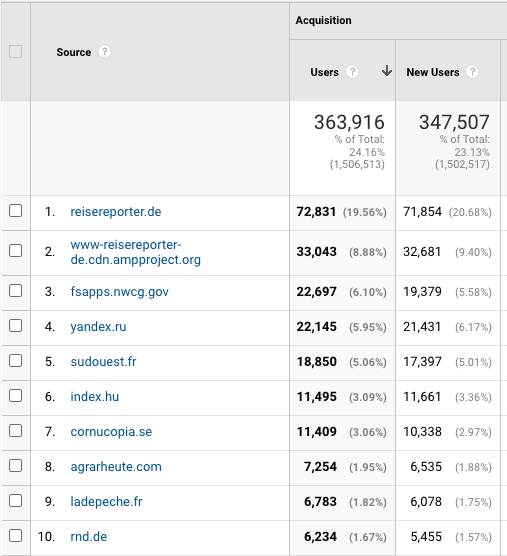 Acquisition
Source ?
Users ? New Users ?
363,916 347,507
% of Total: % of Total:
24.16% 23.13%
(1,506,513) (1,502,517)
1. reisereporter.de 72,831 (19.56%) 71,854 (20.68%)
2. www-reisereporter-
de.cdn.ampproject.org 33,043 (8.88%) 32,681 (9.40%)
3. fsapps.nwcg.gov 22,697 (6.10%) 19,379 (5.58%)
4. yandex.ru 22,145 (5.95%) 21,431 (6.17%)
5. sudouest.fr 18,850 (5.06%) 17,397 (5.01%)
6. index.hu 11,495 (3.09%) 11,661 (3.36%)
7. cornucopia.se 11,409 (3.06%) 10,338 (2.97%)
8. agrarheute.com 7,254 (1.95%) 6,535 (1.88%)
9. ladepeche.fr 6,783 (1.82%) 6,078 (1.75%)
10. rnd.de 6,234 (1.67%) 5,455 (1.57%)